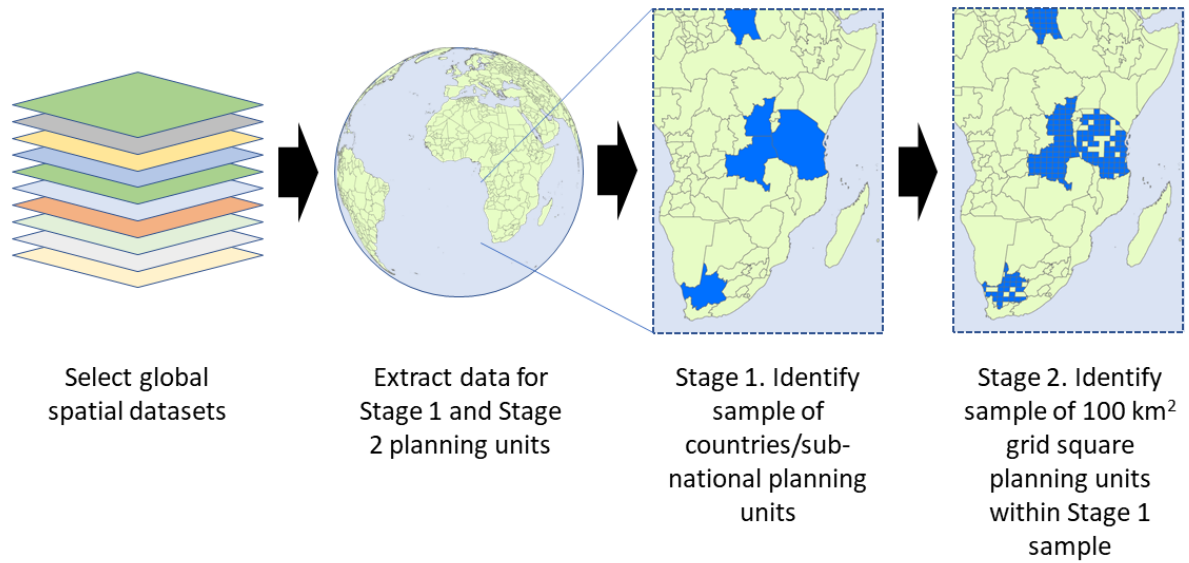 Select global
spatial datasets
Extract data for
Stage 1 and Stage
2 planning units
Stage 1. Identify
sample of
countries/sub-
national planning
units
Stage 2. Identify
sample of 100 km²
grid square
planning units
within Stage 1
sample